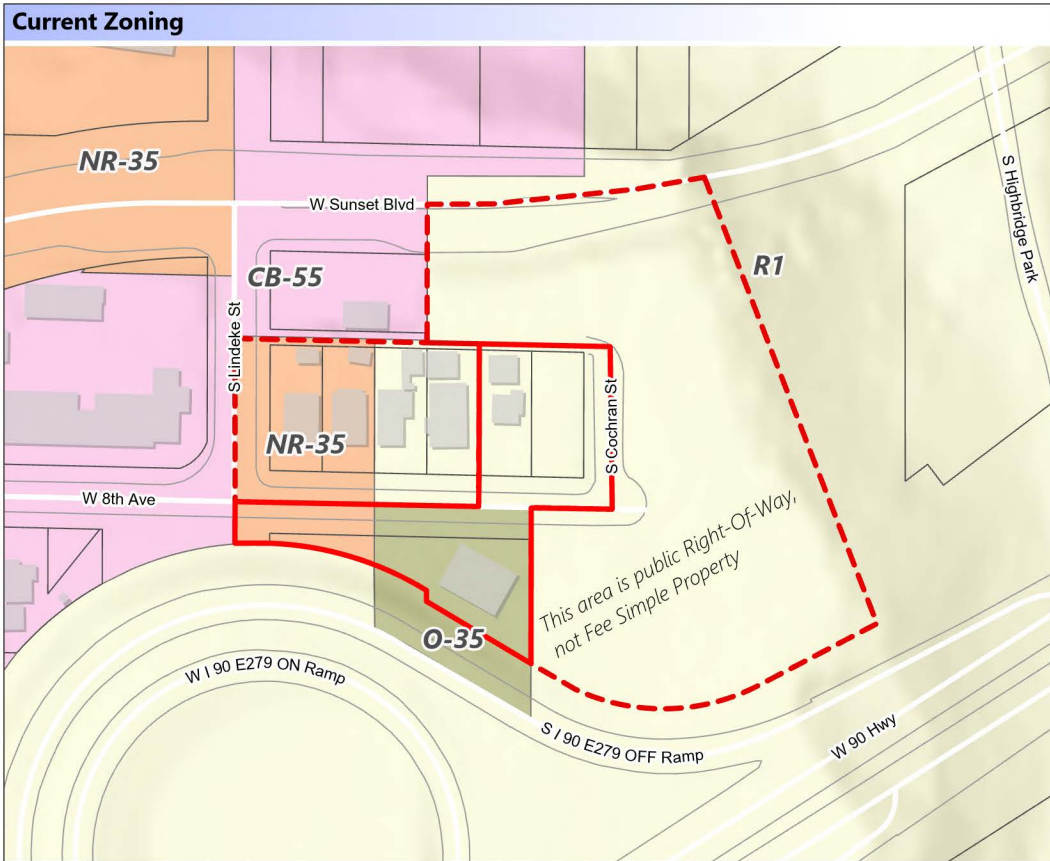 Current Zoning
NR-35
S Highbridge Park
W Sunset Blvd
R1
CB-55
S Lindeke St
S Cochran St
NR-35
W 8th Ave
This area is public Right-Of-Way,
not Fee Simple Property
O-35
W I 90 E279 ON Ramp
S I 90 E279 OFF Ramp
W 90 Hwy